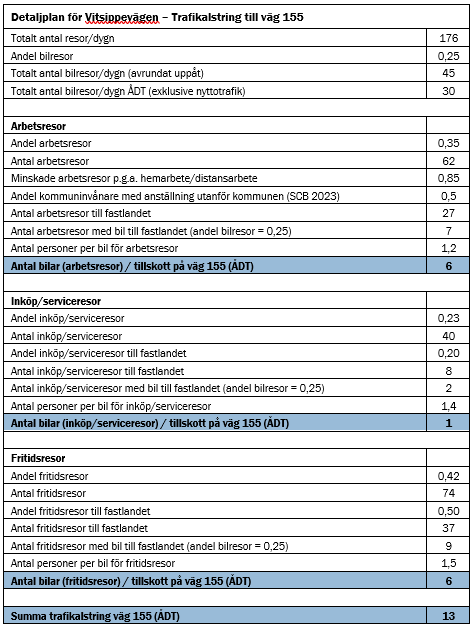 Detaljplan för Vitsippevägen – Trafikalstring till väg 155
Totalt antal resor/dygn 176
Andel bilresor 0,25
Totalt antal bilresor/dygn (avrundat uppåt) 45
Totalt antal bilresor/dygn ÅDT (exklusive nyttotrafik) 30
Arbetsresor
Andel arbetsresor 0,35
Antal arbetsresor 62
Minskade arbetsresor p.g.a. hemarbete/distansarbete 0,85
Andel kommuninvånare med anställning utanför kommunen (SCB 2023) 0,5
Antal arbetsresor till fastlandet 27
Antal arbetsresor med bil till fastlandet (andel bilresor = 0,25) 7
Antal personer per bil för arbetsresor 1,2
Antal bilar (arbetsresor) / tillskott på väg 155 (ÅDT) 6
Inköp/serviceresor
Andel inköp/serviceresor 0,23
Antal inköp/serviceresor 40
Andel inköp/serviceresor till fastlandet 0,20
Antal inköp/serviceresor till fastlandet 8
Antal inköp/serviceresor med bil till fastlandet (andel bilresor = 0,25) 2
Antal personer per bil för inköp/serviceresor 1,4
Antal bilar (inköp/serviceresor) / tillskott på väg 155 (ÅDT) 1
Fritidsresor
Andel fritidsresor 0,42
Antal fritidsresor 74
Andel fritidsresor till fastlandet 0,50
Antal fritidsresor till fastlandet 37
Antal fritidsresor med bil till fastlandet (andel bilresor = 0,25) 9
Antal personer per bil för fritidsresor 1,5
Antal bilar (fritidsresor) / tillskott på väg 155 (ÅDT) 6
Summa trafikalstring väg 155 (ÅDT) 13